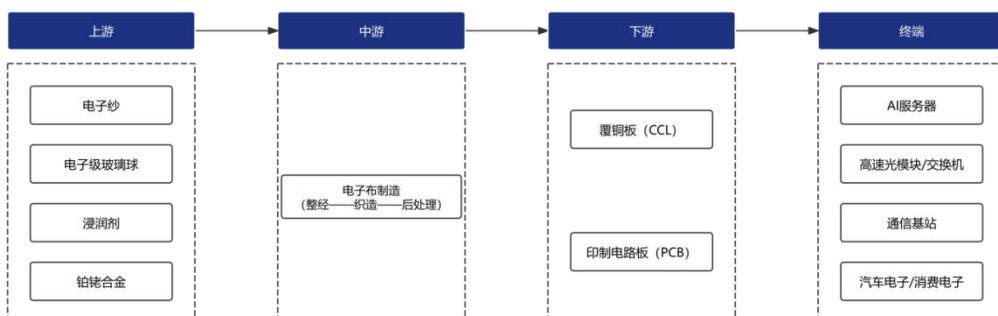 上游
中游
下游
终端
电子纱
电子级玻璃球
浸润剂
铂铑合金
电子布制造
（整经——织造——后处理）
覆铜板（CCL）
印制电路板（PCB）
AI服务器
高速光模块/交换机
通信基站
汽车电子/消费电子